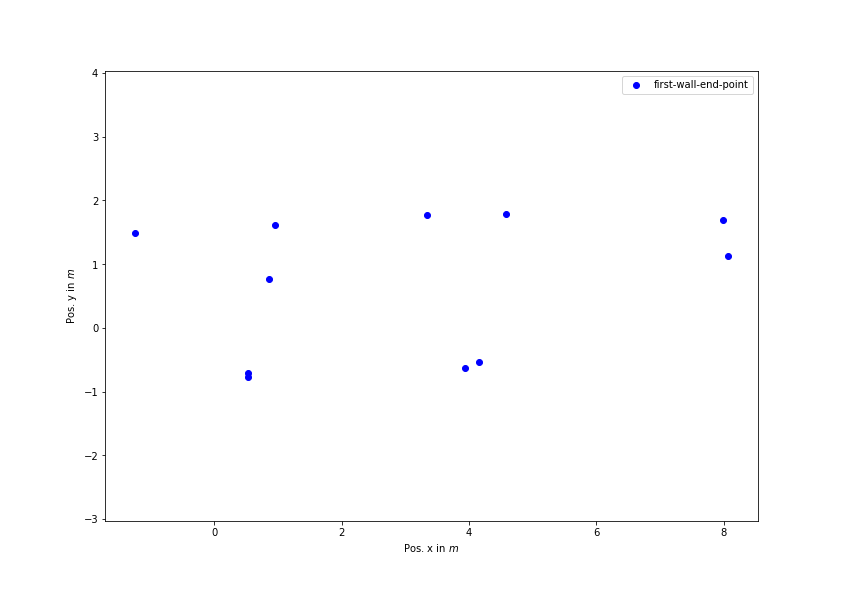 first-wall-end-point
4
3
2
1
0
−1
−2
−3
Pos. y in m
0 2 4 6 8
Pos. x in m